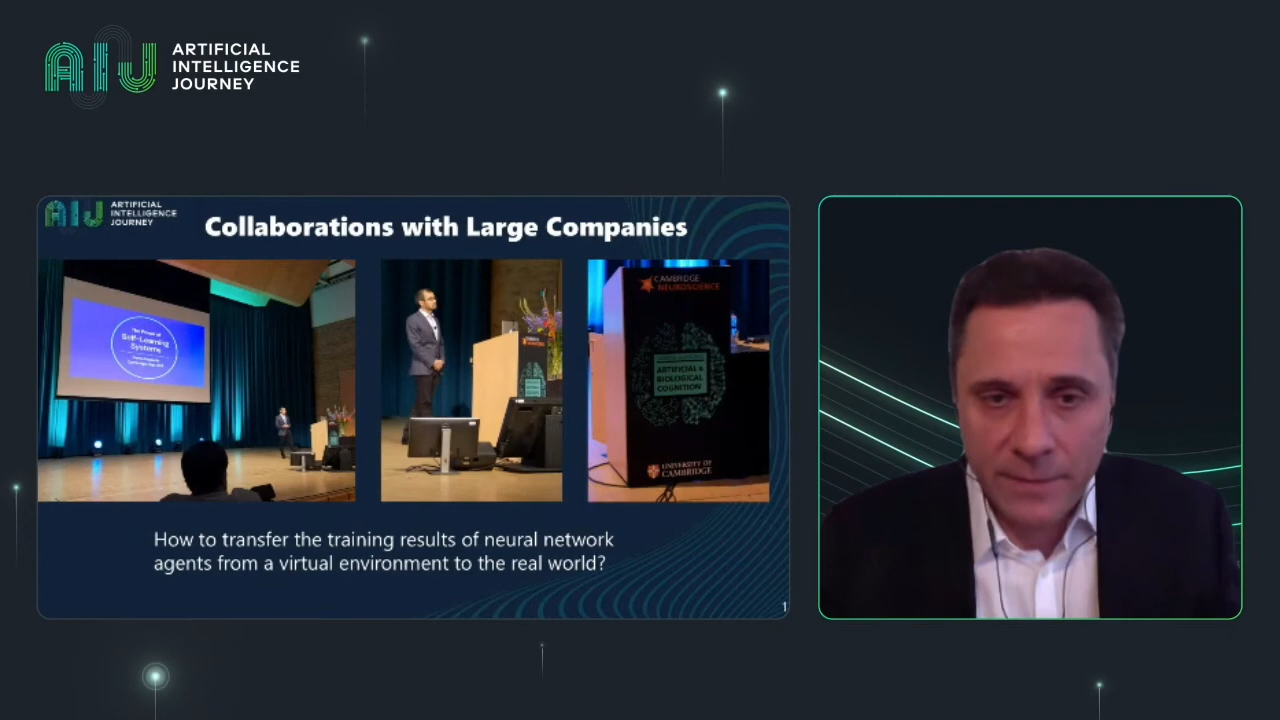 ARTIFICIAL
INTELLIGENCE
JOURNEY
ARTIFICIAL
INTELLIGENCE
JOURNEY
Collaborations with Large Companies
The Power of
Self-Learning
Systems
CAMBRIDGE
NEUROSCIENCE
ARTIFICIAL &
BIOLOGICAL
COGNITION
UNIVERSITY OF
CAMBRIDGE
How to transfer the training results of neural network
agents from a virtual environment to the real world?
1